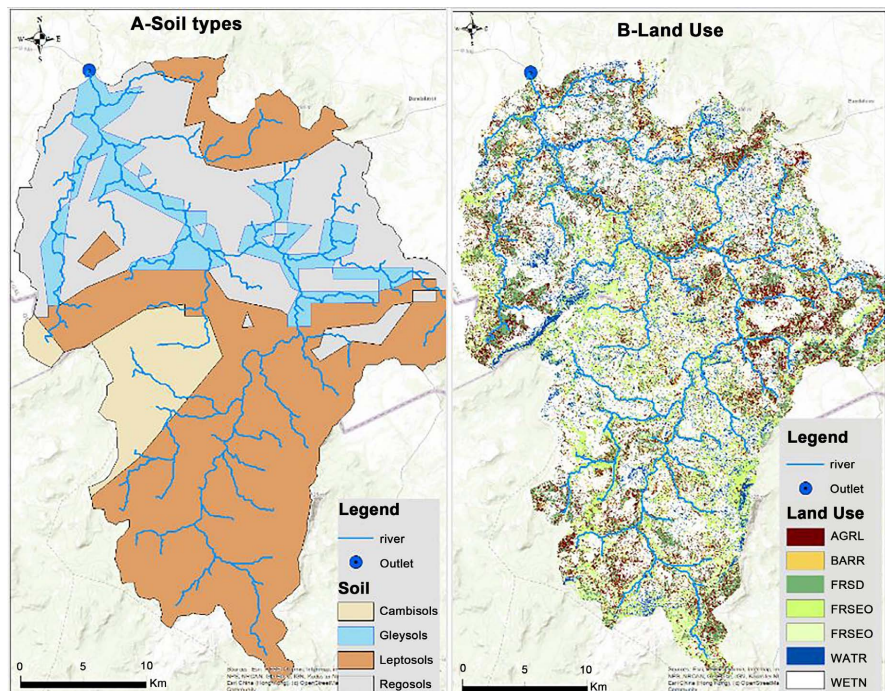 A-Soil types
N
W
E
S
Legend
river
Outlet
Soil
Cambisols
Gleysols
Leptosols
Regosols
0 5 10
Km
B-Land Use
Legend
river
Outlet
Land Use
AGRL
BARR
FRSD
FRSEO
FRSEO
WATR
WETN
0 5 10
Km